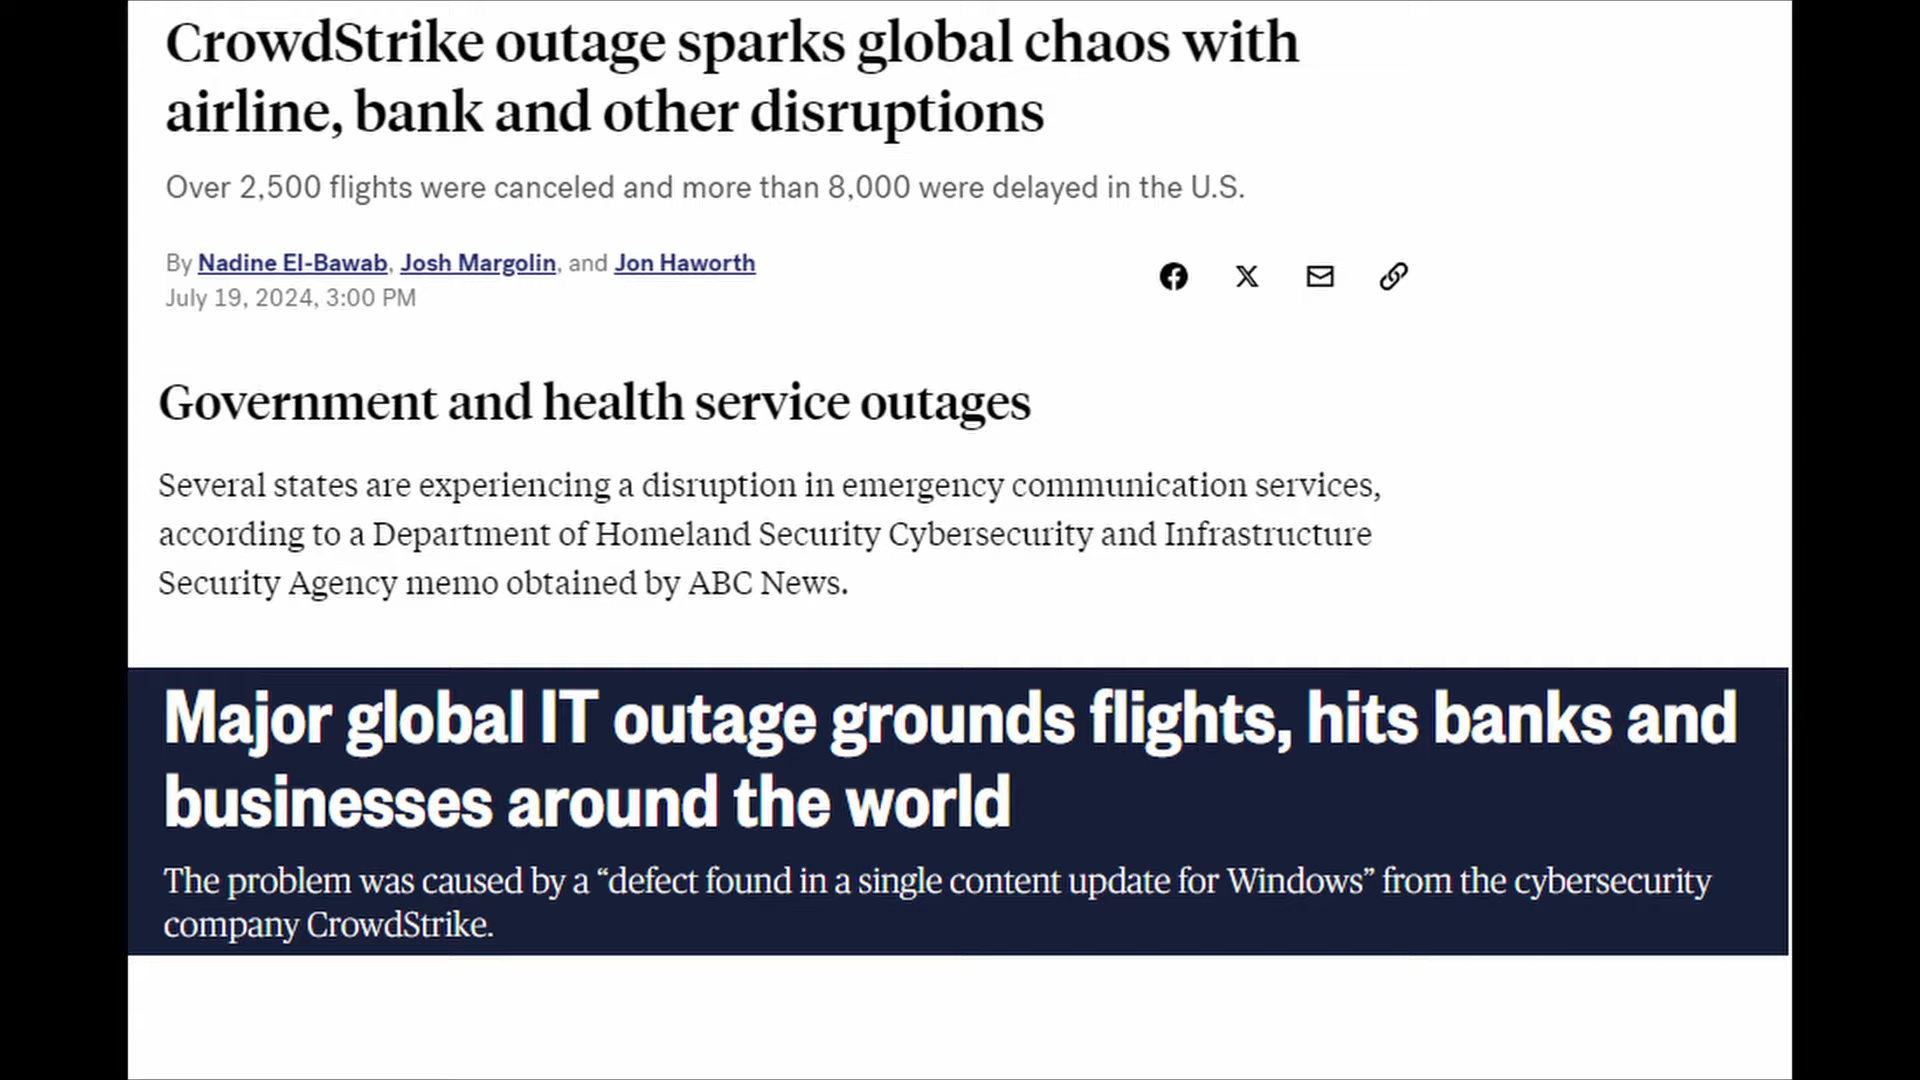 CrowdStrike outage sparks global chaos with
airline, bank and other disruptions
Over 2,500 flights were canceled and more than 8,000 were delayed in the U.S.
By Nadine El-Bawab, Josh Margolin, and Jon Haworth
July 19, 2024, 3:00 PM
Government and health service outages
Several states are experiencing a disruption in emergency communication services,
according to a Department of Homeland Security Cybersecurity and Infrastructure
Security Agency memo obtained by ABC News.
Major global IT outage grounds flights, hits banks and
businesses around the world
The problem was caused by a “defect found in a single content update for Windows” from the cybersecurity
company CrowdStrike.